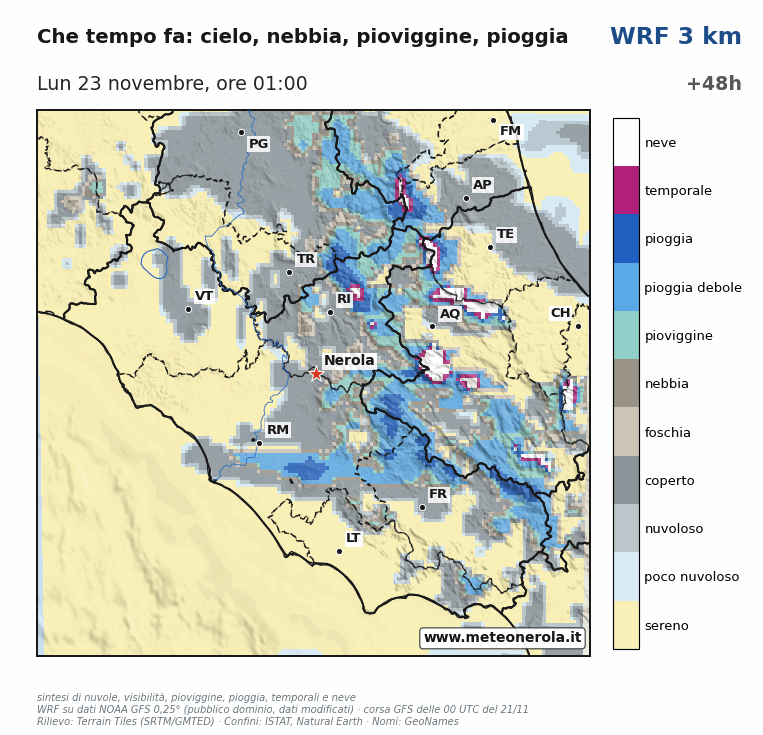 Che tempo fa: cielo, nebbia, pioviggine, pioggia
WRF 3 km
Lun 23 novembre, ore 01:00
+48h
FM
PG
AP
TE
TR
VT
RI
AQ
CH
Nerola
RM
FR
LT
www.meteonerola.it
neve
temporale
pioggia
pioggia debole
pioviggine
nebbia
foschia
coperto
nuvoloso
poco nuvoloso
sereno
sintesi di nuvole, visibilità, pioviggine, pioggia, temporali e neve
WRF su dati NOAA GFS 0,25° (pubblico dominio, dati modificati) · corsa GFS delle 00 UTC del 21/11
Rilievo: Terrain Tiles (SRTM/GMTED) · Confini: ISTAT, Natural Earth · Nomi: GeoNames